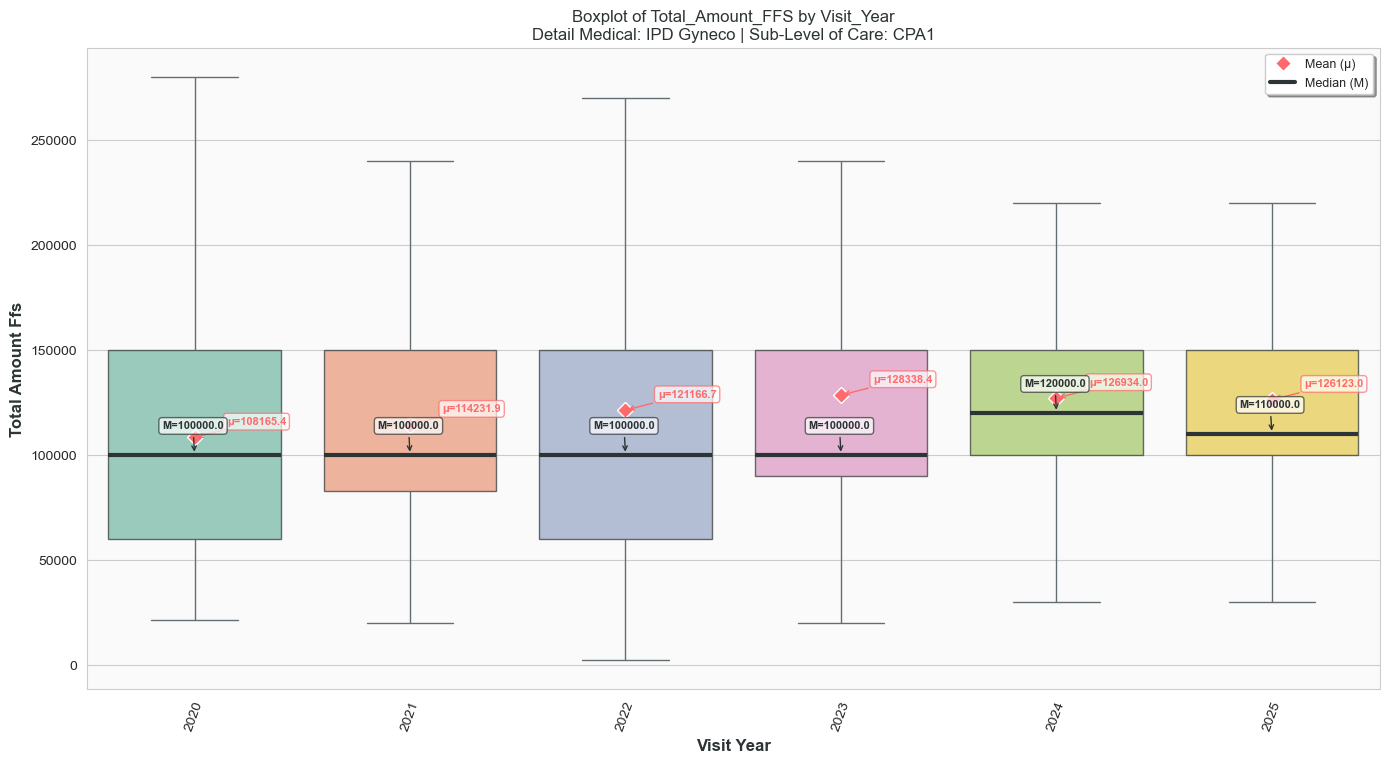 Boxplot of Total_Amount_FFS by Visit_Year
Detail Medical: IPD Gyneco | Sub-Level of Care: CPA1
Mean (μ)
Median (M)
Total Amount Ffs
250000
200000
150000
100000
50000
0
M=100000.0
μ=108165.4
M=100000.0
μ=114231.9
M=100000.0
μ=121166.7
M=100000.0
μ=128338.4
M=120000.0
μ=126934.0
M=110000.0
μ=126123.0
2020
2021
2022
2023
2024
2025
Visit Year